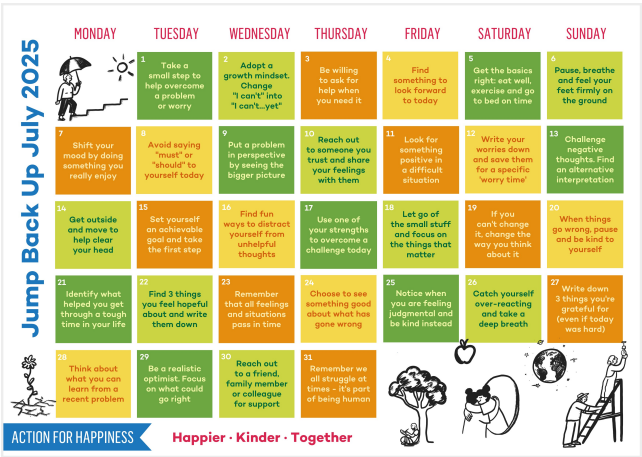 Jump Back Up July 2025
MONDAY
TUESDAY
WEDNESDAY
THURSDAY
FRIDAY
SATURDAY
SUNDAY
1
Take a
small step to
help overcome
a problem
or worry
2
Adopt a
growth mindset.
Change
"I can't" into
"I can't...yet"
3
Be willing
to ask for
help when
you need it
4
Find
something to
look forward
to today
5
Get the basics
right: eat well,
exercise and go
to bed on time
6
Pause, breathe
and feel your
feet firmly on
the ground
7
Shift your
mood by doing
something you
really enjoy
8
Avoid saying
"must" or
"should" to
yourself today
9
Put a problem
in perspective
by seeing the
bigger picture
10
Reach out
to someone you
trust and share
your feelings
with them
11
Look for
something
positive in
a difficult
situation
12
Write your
worries down
and save them
for a specific
'worry time'
13
Challenge
negative
thoughts. Find
an alternative
interpretation
14
Get outside
and move to
help clear
your head
15
Set yourself
an achievable
goal and take
the first step
16
Find fun
ways to distract
yourself from
unhelpful
thoughts
17
Use one of
your strengths
to overcome a
challenge today
18
Let go of
the small stuff
and focus on
the things that
matter
19
If you
can't change
it, change the
way you think
about it
20
When things
go wrong, pause
and be kind to
yourself
21
Identify what
helped you get
through a tough
time in your life
22
Find 3 things
you feel hopeful
about and write
them down
23
Remember
that all feelings
and situations
pass in time
24
Choose to see
something good
about what has
gone wrong
25
Notice when
you are feeling
judgmental and
be kind instead
26
Catch yourself
over-reacting
and take a
deep breath
27
Write down
3 things you're
grateful for
(even if today
was hard)
28
Think about
what you can
learn from a
recent problem
29
Be a realistic
optimist. Focus
on what could
go right
30
Reach out
to a friend,
family member
or colleague
for support
31
Remember we
all struggle at
times - it's part
of being human
ACTION FOR HAPPINESS
Happier · Kinder · Together